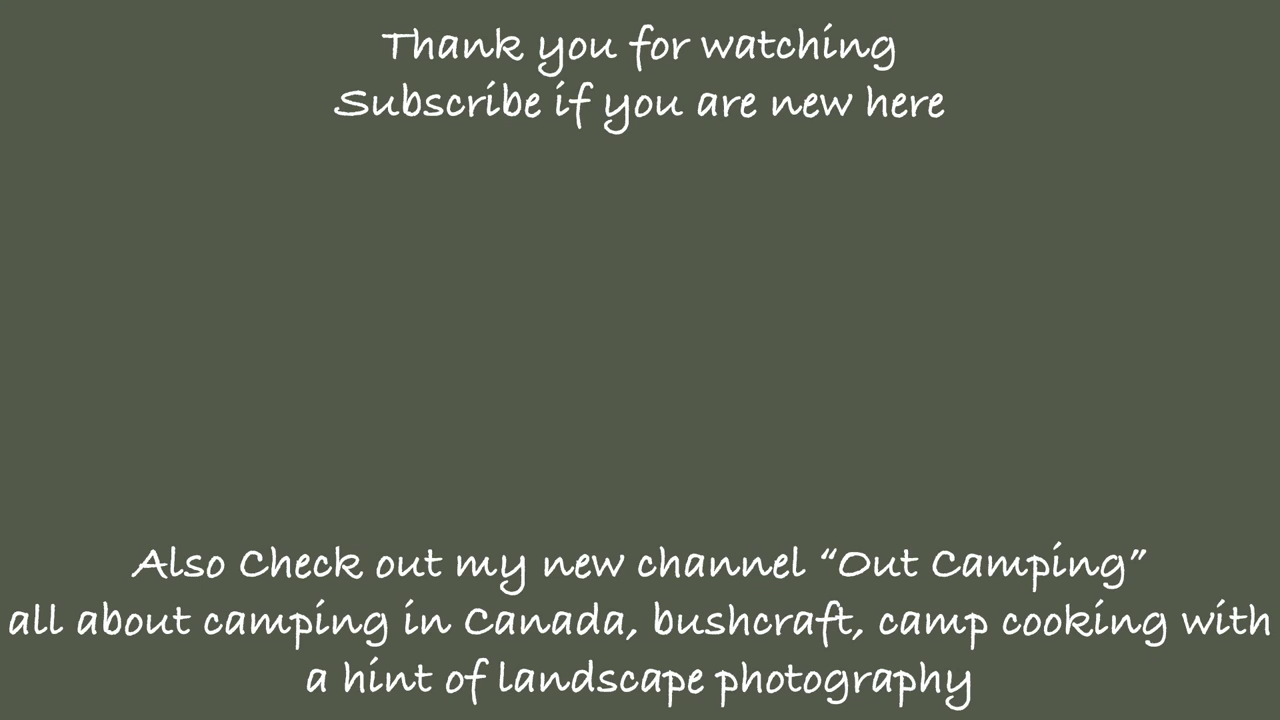 Thank you for watching
Subscribe if you are new here
Also Check out my new channel “Out Camping”
all about camping in Canada, bushcraft, camp cooking with
a hint of landscape photography